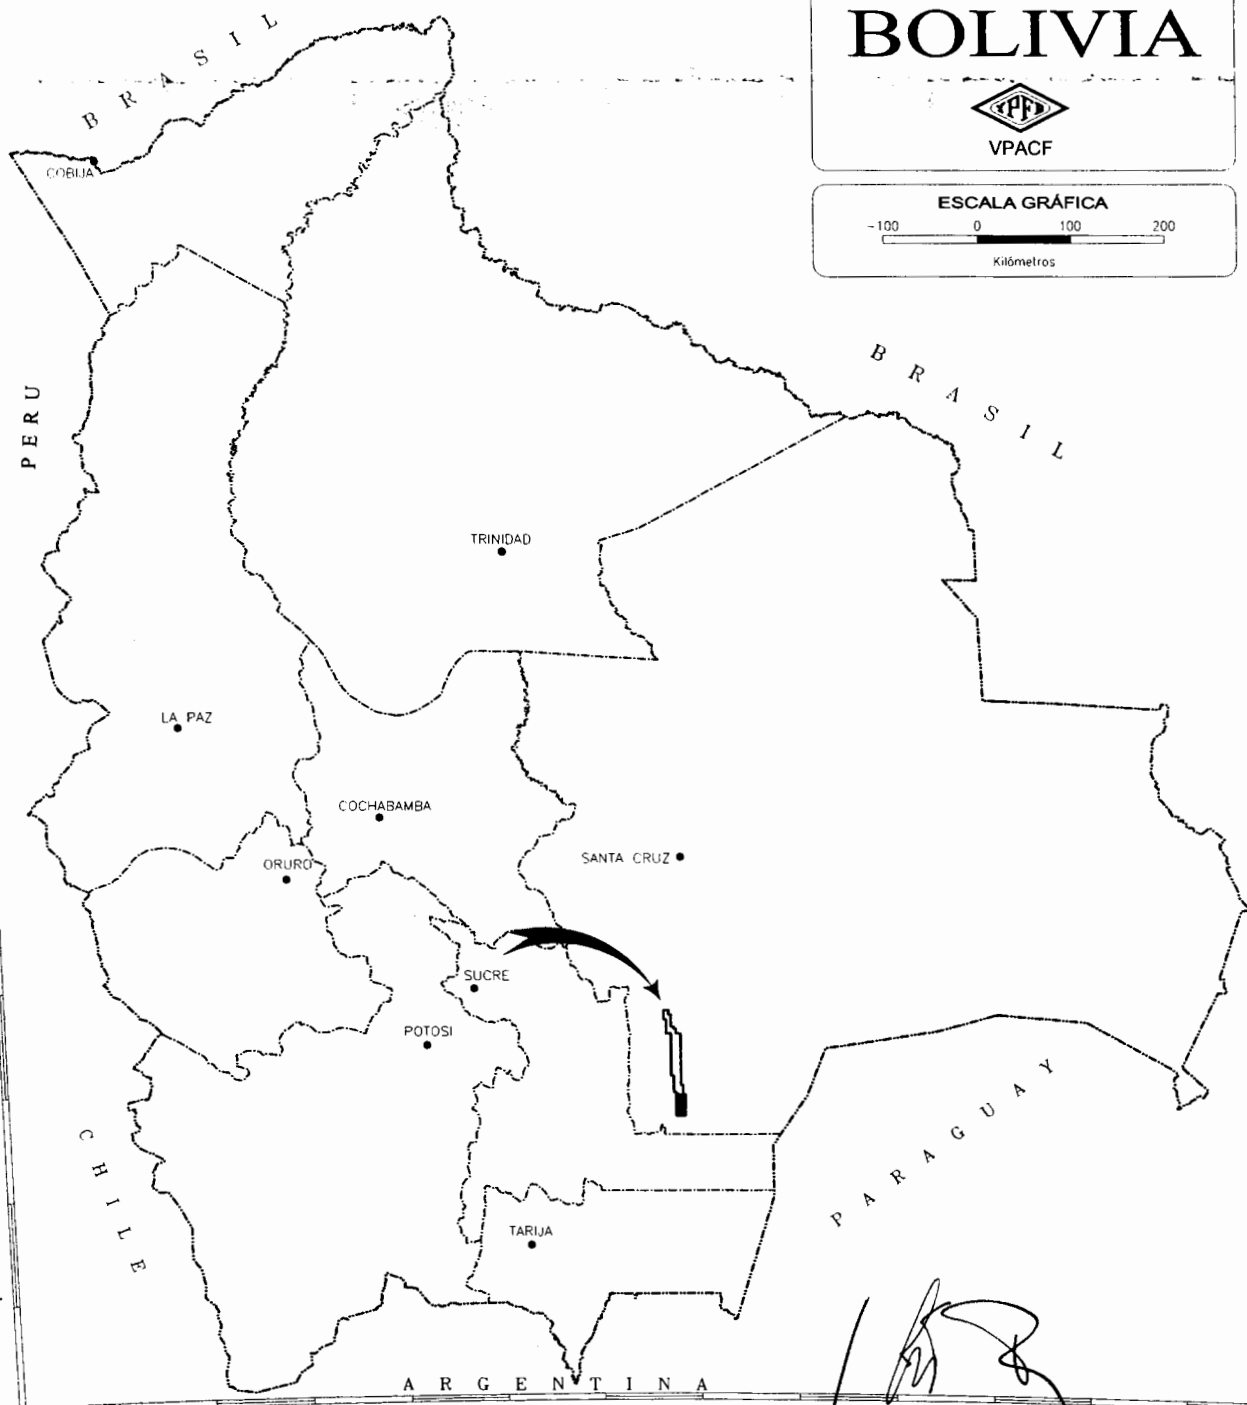 BOLIVIA
YPFB
VPACF
ESCALA GRÁFICA
-100 0 100 200
Kilómetros
BRASIL
COBIJA
PERU
BRASIL
TRINIDAD
LA PAZ
COCHABAMBA
ORURO
SANTA CRUZ
SUCRE
POTOSI
CHILE
PARAGUAY
TARIJA
ARGENTINA